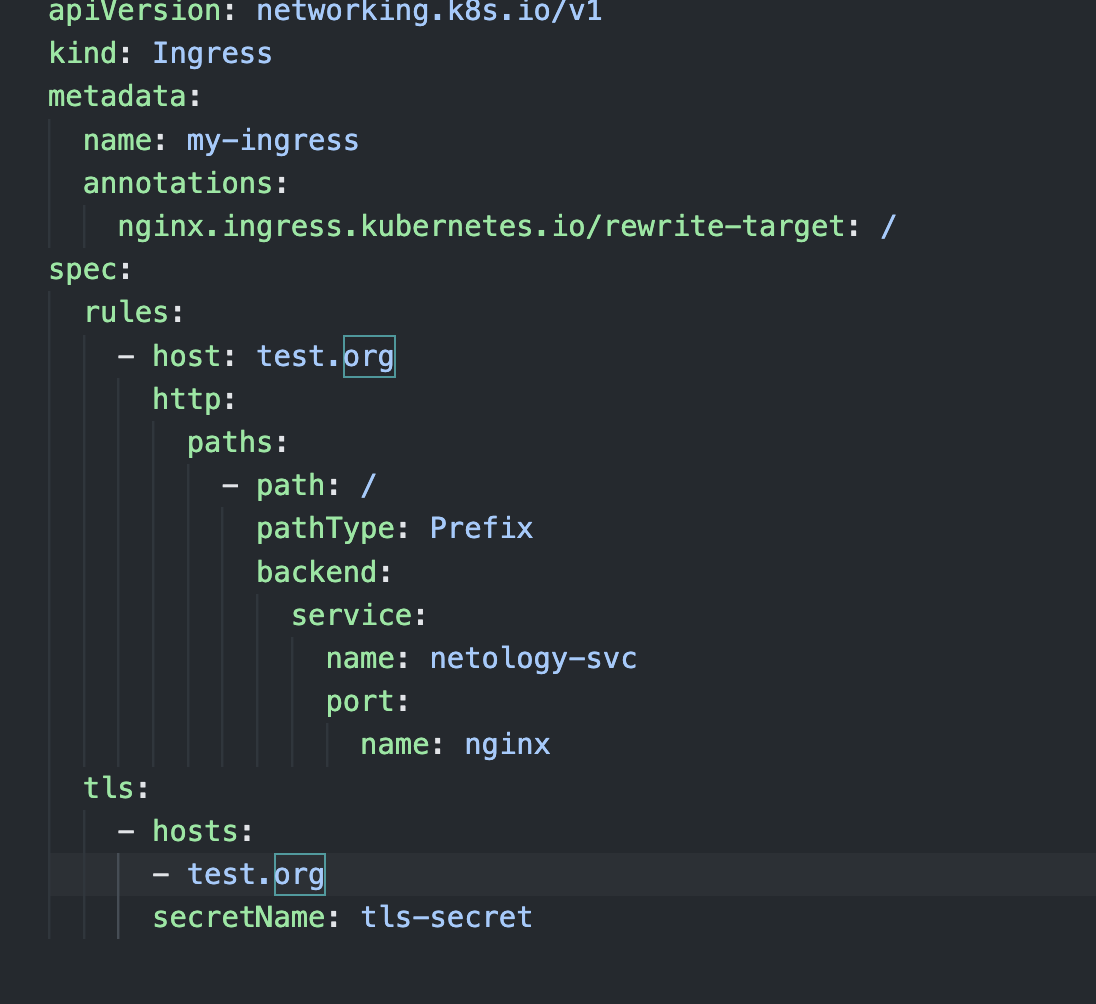 apiVersion: networking.k8s.io/v1
kind: Ingress
metadata:
  name: my-ingress
  annotations:
    nginx.ingress.kubernetes.io/rewrite-target: /
spec:
  rules:
    - host: test.org
      http:
        paths:
          - path: /
            pathType: Prefix
            backend:
              service:
                name: netology-svc
                port:
                  name: nginx
  tls:
    - hosts:
      - test.org
      secretName: tls-secret